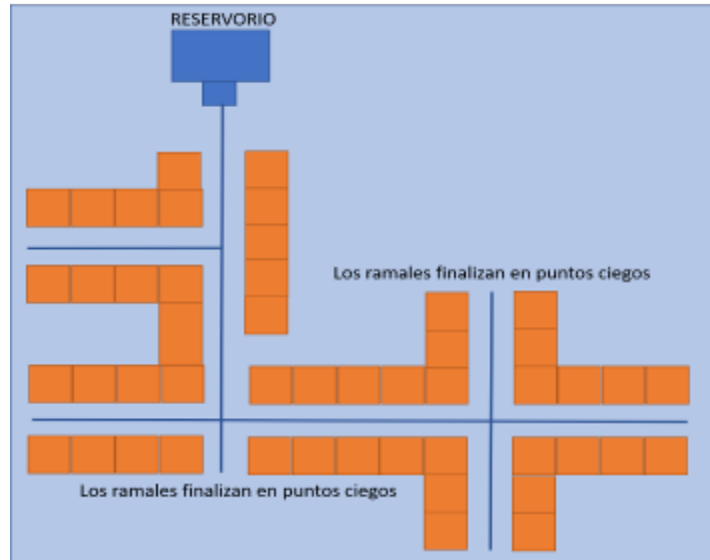 RESERVORIO
Los ramales finalizan en puntos ciegos
Los ramales finalizan en puntos ciegos